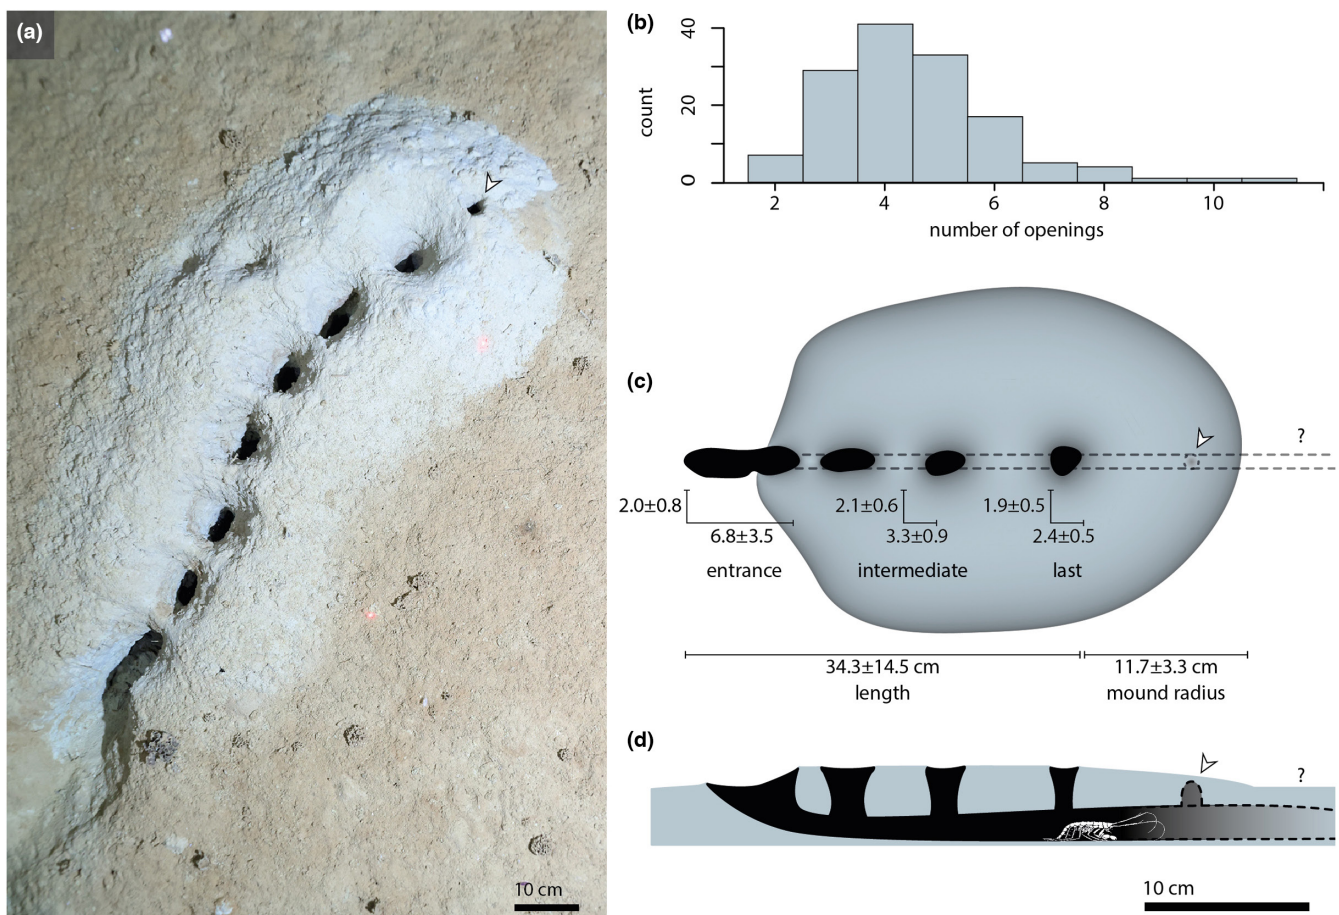 (a)
10 cm
(b)
40
20
0
count
2 4 6 8 10
number of openings
(c)
?
2.0±0.8
6.8±3.5
2.1±0.6
3.3±0.9
1.9±0.5
2.4±0.5
entrance
intermediate
last
34.3±14.5 cm
length
11.7±3.3 cm
mound radius
(d)
?
10 cm